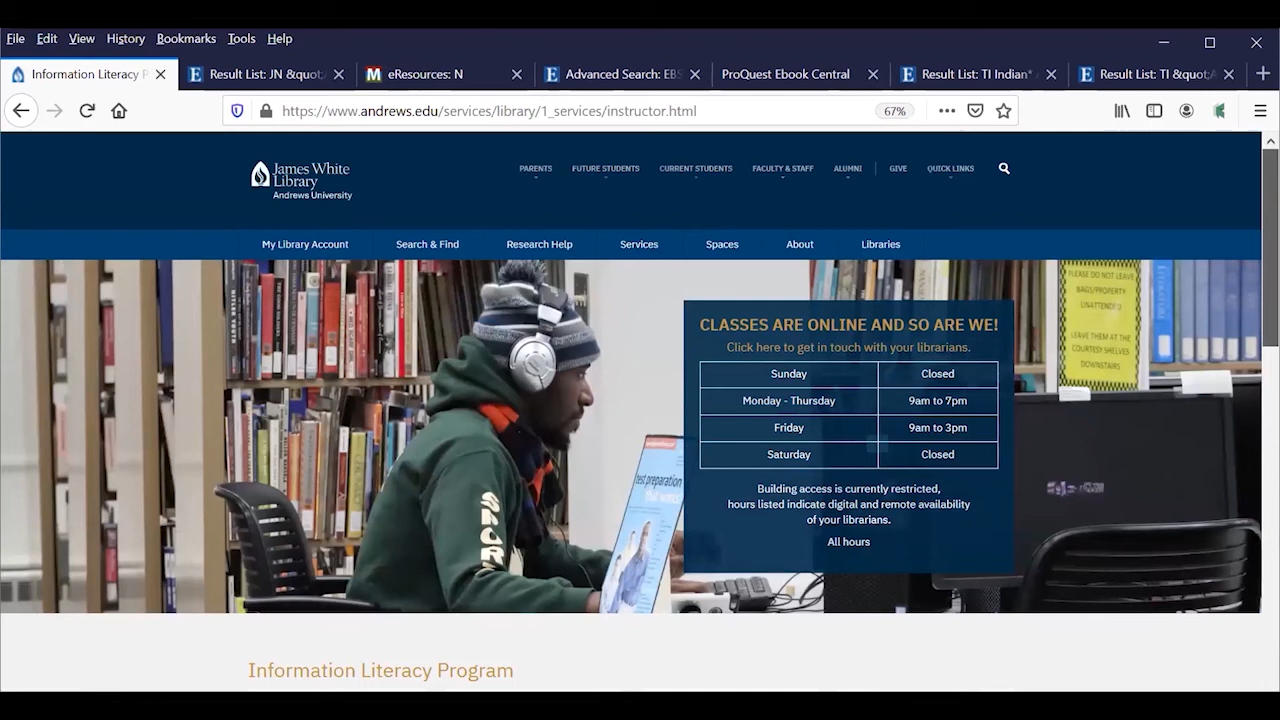 File Edit View History Bookmarks Tools Help
Information Literacy P
Result List: JN &quot;
eResources: N
Advanced Search: EBS
ProQuest Ebook Central
Result List: TI Indian*
Result List: TI &quot;
https://www.andrews.edu/services/library/1_services/instructor.html
67%
James White
Library
Andrews University
PARENTS FUTURE STUDENTS CURRENT STUDENTS FACULTY & STAFF ALUMNI GIVE QUICK LINKS
My Library Account Search & Find Research Help Services Spaces About Libraries
PLEASE DO NOT LEAVE
BAGS/PROPERTY
UNATTENDED
LEAVE THEM AT THE
COURTESY SHELVES
DOWNSTAIRS
CLASSES ARE ONLINE AND SO ARE WE!
Click here to get in touch with your librarians.
Sunday Closed
Monday - Thursday 9am to 7pm
Friday 9am to 3pm
Saturday Closed
Building access is currently restricted,
hours listed indicate digital and remote availability
of your librarians.
All hours
test preparation
Information Literacy Program